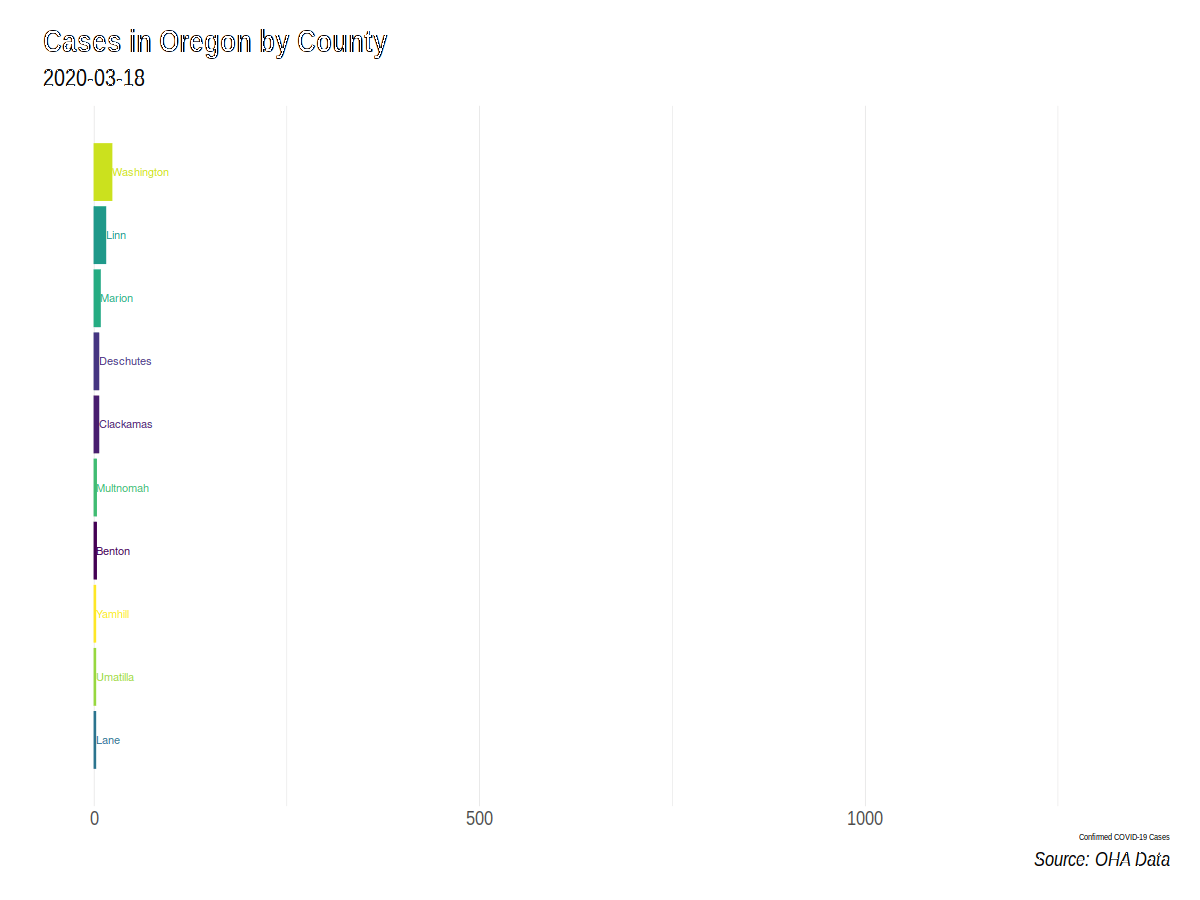 Cases in Oregon by County
2020-03-18
Washington
Linn
Marion
Deschutes
Clackamas
Multnomah
Benton
Yamhill
Umatilla
Lane
0 500 1000
Confirmed COVID-19 Cases
Source: OHA Data